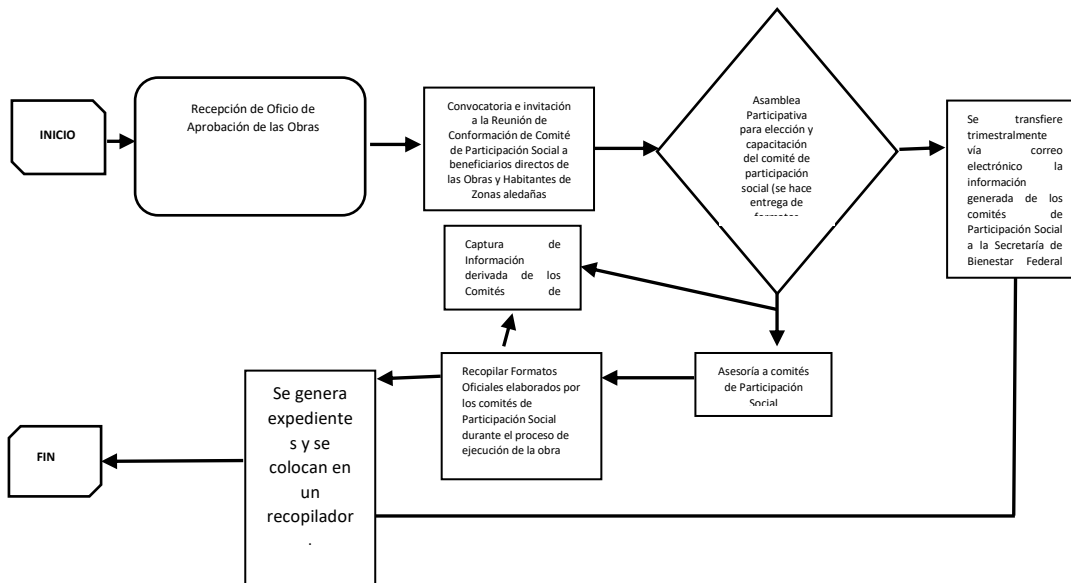 INICIO
Recepción de Oficio de
Aprobación de las Obras
Convocatoria e invitación
a la Reunión de
Conformación de Comité
de Participación Social a
beneficiarios directos de
las Obras y Habitantes de
Zonas aledañas
Asamblea
Participativa
para elección y
capacitación
del comité de
participación
social (se hace
entrega de
Se transfiere
trimestralmente
vía correo
electrónico la
información
generada de los
comités de
Participación Social
a la Secretaría de
Bienestar Federal
Captura de
Información
derivada de los
Comités de
Asesoría a comités
de Participación
Social
Recopilar Formatos
Oficiales elaborados por
los comités de
Participación Social
durante el proceso de
ejecución de la obra
Se genera
expediente
s y se
colocan en
un
recopilador
.
FIN